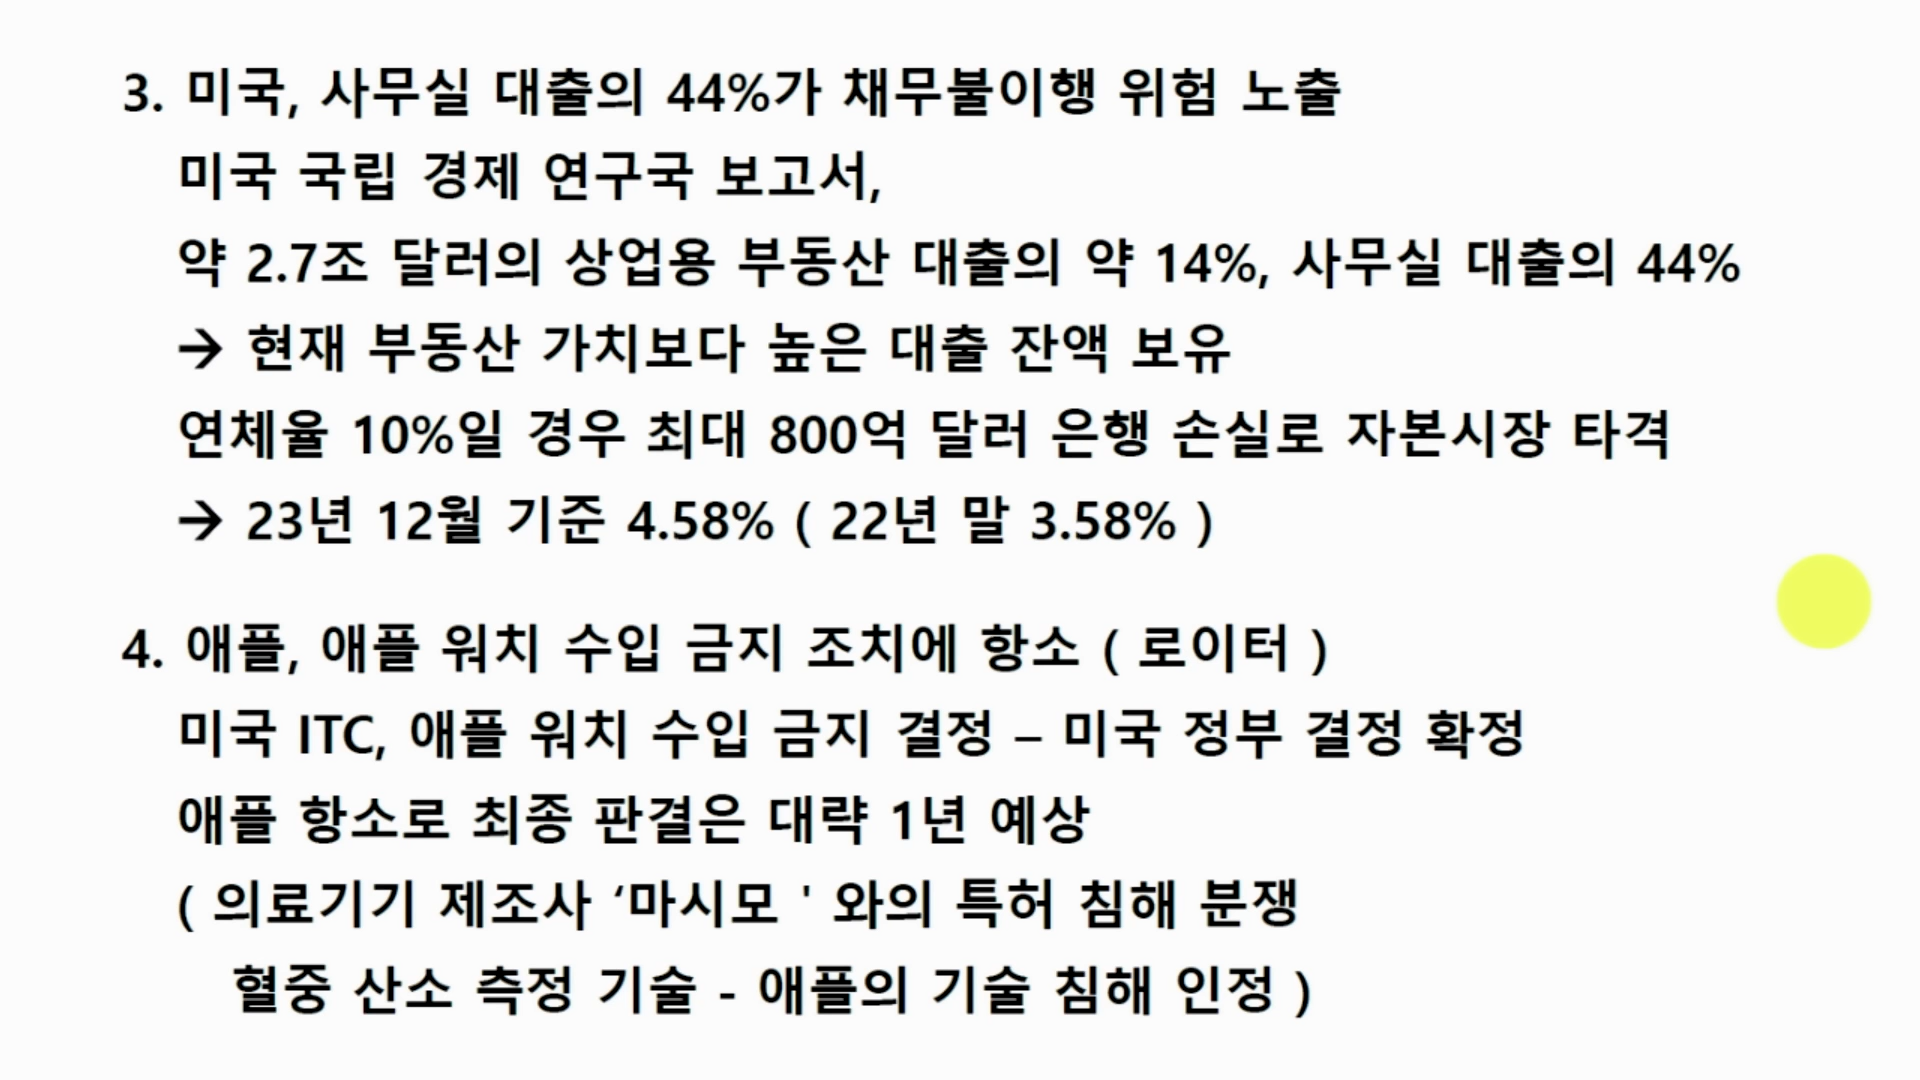 3. 미국, 사무실 대출의 44%가 채무불이행 위험 노출
미국 국립 경제 연구국 보고서,
약 2.7조 달러의 상업용 부동산 대출의 약 14%, 사무실 대출의 44%
→ 현재 부동산 가치보다 높은 대출 잔액 보유
연체율 10%일 경우 최대 800억 달러 은행 손실로 자본시장 타격
→ 23년 12월 기준 4.58% ( 22년 말 3.58% )
4. 애플, 애플 워치 수입 금지 조치에 항소 ( 로이터 )
미국 ITC, 애플 워치 수입 금지 결정 – 미국 정부 결정 확정
애플 항소로 최종 판결은 대략 1년 예상
( 의료기기 제조사 ‘마시모 ' 와의 특허 침해 분쟁
혈중 산소 측정 기술 - 애플의 기술 침해 인정 )